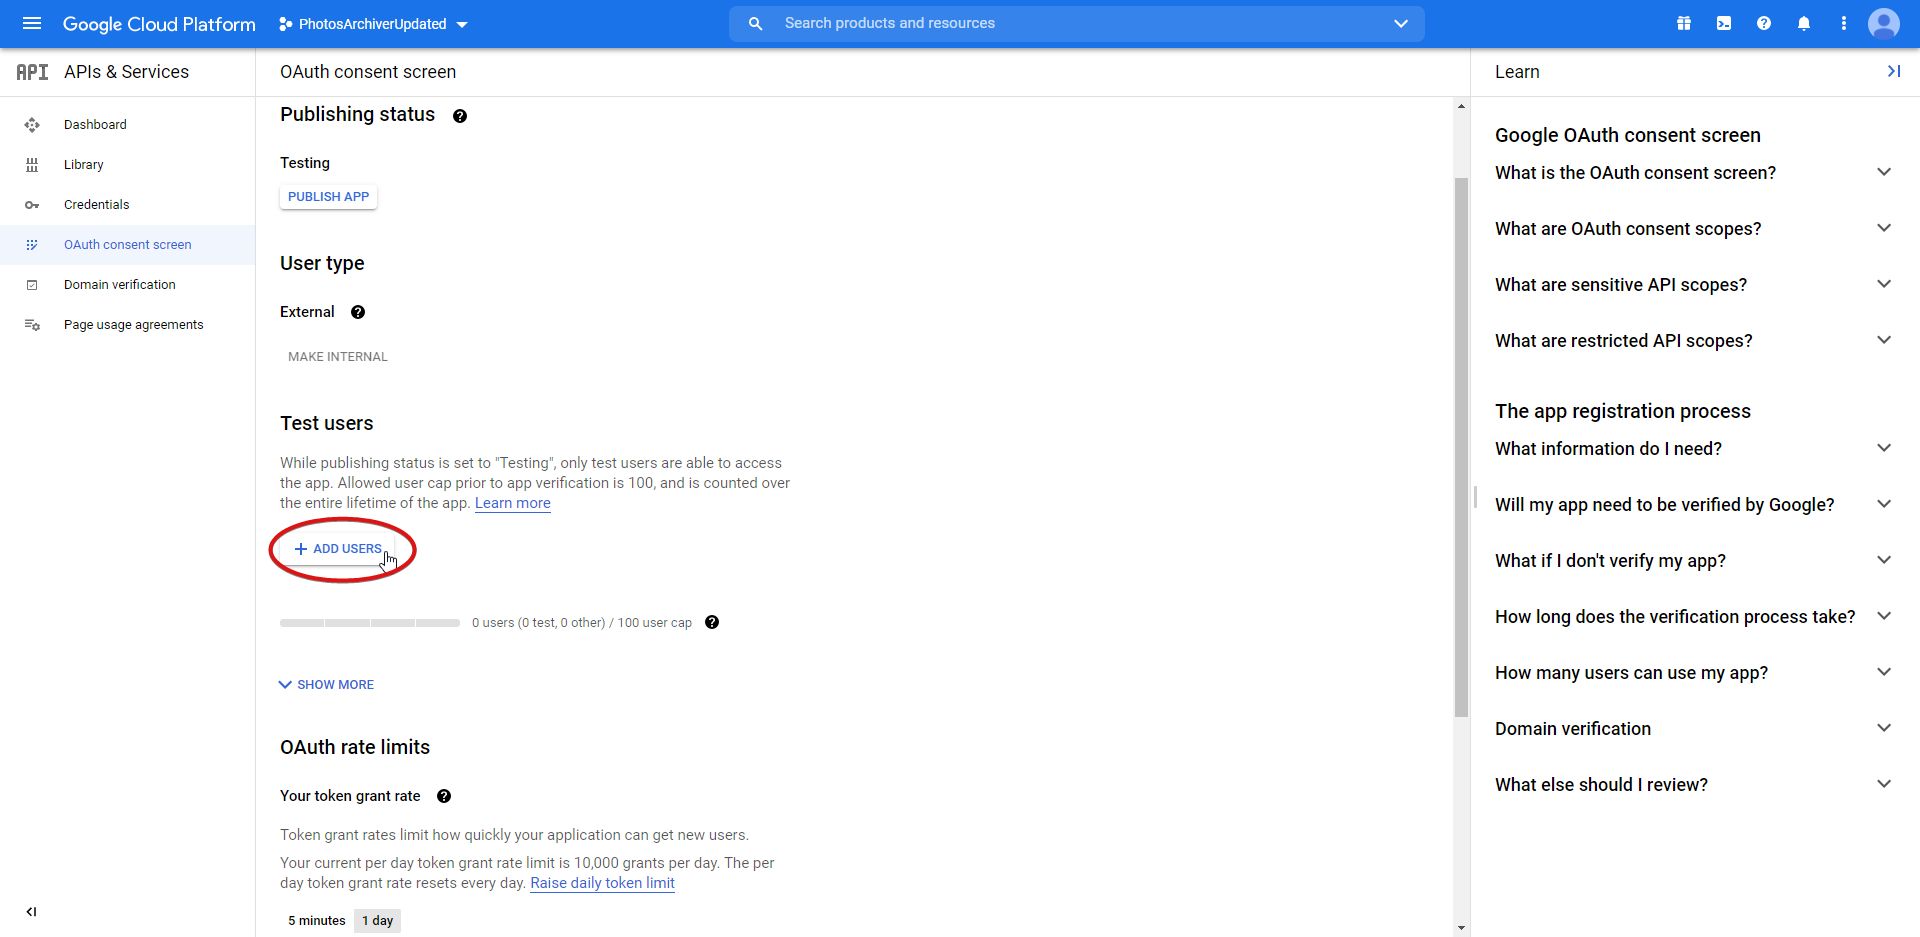 Google Cloud Platform
PhotosArchiverUpdated
Search products and resources
API
APIs & Services
Dashboard
Library
Credentials
OAuth consent screen
Domain verification
Page usage agreements
OAuth consent screen
Publishing status
Testing
PUBLISH APP
User type
External
MAKE INTERNAL
Test users
While publishing status is set to "Testing", only test users are able to access
the app. Allowed user cap prior to app verification is 100, and is counted over
the entire lifetime of the app. Learn more
+ ADD USERS
0 users (0 test, 0 other) / 100 user cap
SHOW MORE
OAuth rate limits
Your token grant rate
Token grant rates limit how quickly your application can get new users.
Your current per day token grant rate limit is 10,000 grants per day. The per
day token grant rate resets every day. Raise daily token limit
5 minutes 1 day
Learn
Google OAuth consent screen
What is the OAuth consent screen?
What are OAuth consent scopes?
What are sensitive API scopes?
What are restricted API scopes?
The app registration process
What information do I need?
Will my app need to be verified by Google?
What if I don't verify my app?
How long does the verification process take?
How many users can use my app?
Domain verification
What else should I review?